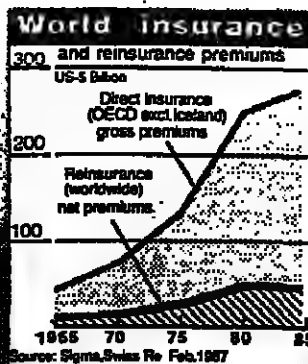 World insurance
and reinsurance premiums
300
US-$ Billion
Direct Insurance
(OECD excl. Iceland)
gross premiums
200
Reinsurance
(worldwide)
net premiums
100
1965 70 75 80
Source: Sigma, Swiss Re Feb. 1987